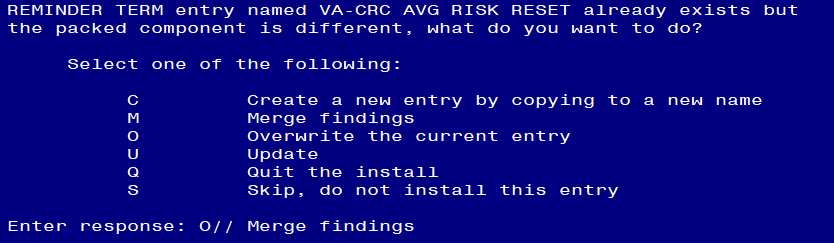 REMINDER TERM entry named VA-CRC AVG RISK RESET already exists but
the packed component is different, what do you want to do?
Select one of the following:
C Create a new entry by copying to a new name
M Merge findings
O Overwrite the current entry
U Update
Q Quit the install
S Skip, do not install this entry
Enter response: O// Merge findings